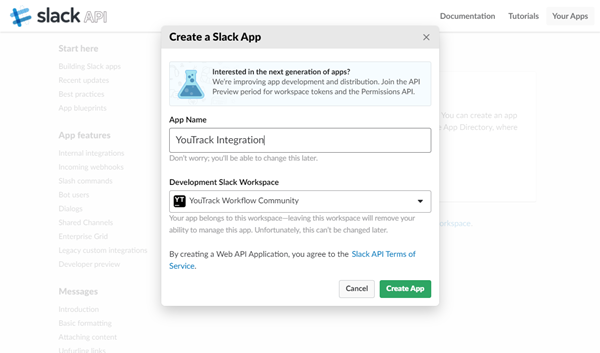 slack API
Documentation Tutorials Your Apps
Create a Slack App
Interested in the next generation of apps?
We're improving app development and distribution. Join the API
Preview period for workspace tokens and the Permissions API.
App Name
YouTrack Integration
Don't worry; you'll be able to change this later.
Development Slack Workspace
YT YouTrack Workflow Community
Your app belongs to this workspace—leaving this workspace will remove your
ability to manage this app. Unfortunately, this can't be changed later.
By creating a Web API Application, you agree to the Slack API Terms of
Service.
Cancel Create App
Start here
Building Slack apps
Recent updates
Best practices
App blueprints
App features
Internal integrations
Incoming webhooks
Slash commands
Bot users
Dialogs
Shared Channels
Enterprise Grid
Legacy custom integrations
Developer preview
Messages
Introduction
Basic formatting
Attaching content
Unfurling links
You can create an app
App Directory, where
workspace.